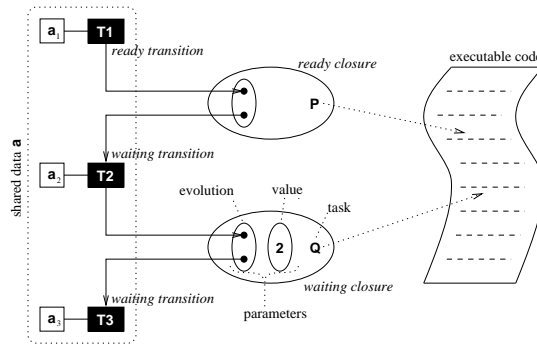 a1 T1
ready transition
ready closure
executable code
P
shared data a
waiting transition
a2 T2
evolution
value
task
2
Q
waiting transition
waiting closure
a3 T3
parameters